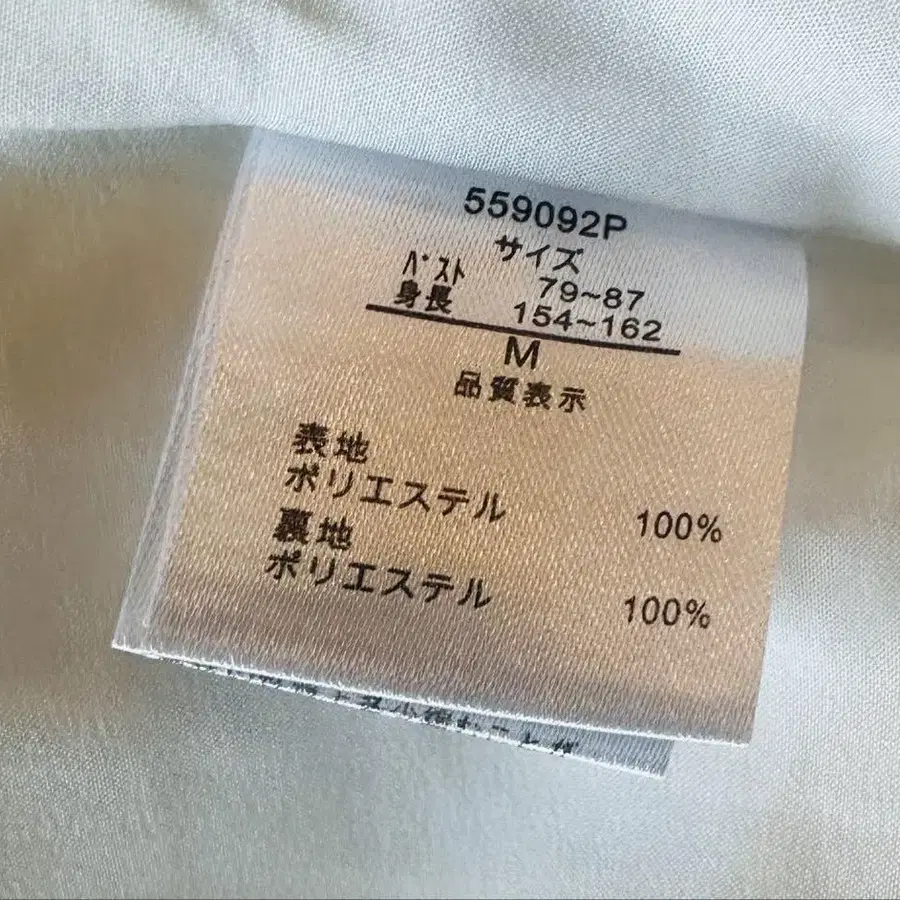 559092P
サイズ
ﾊﾞｽﾄ 79~87
身長 154~162
M
品質表示
表地
ポリエステル 100%
裏地
ポリエステル 100%